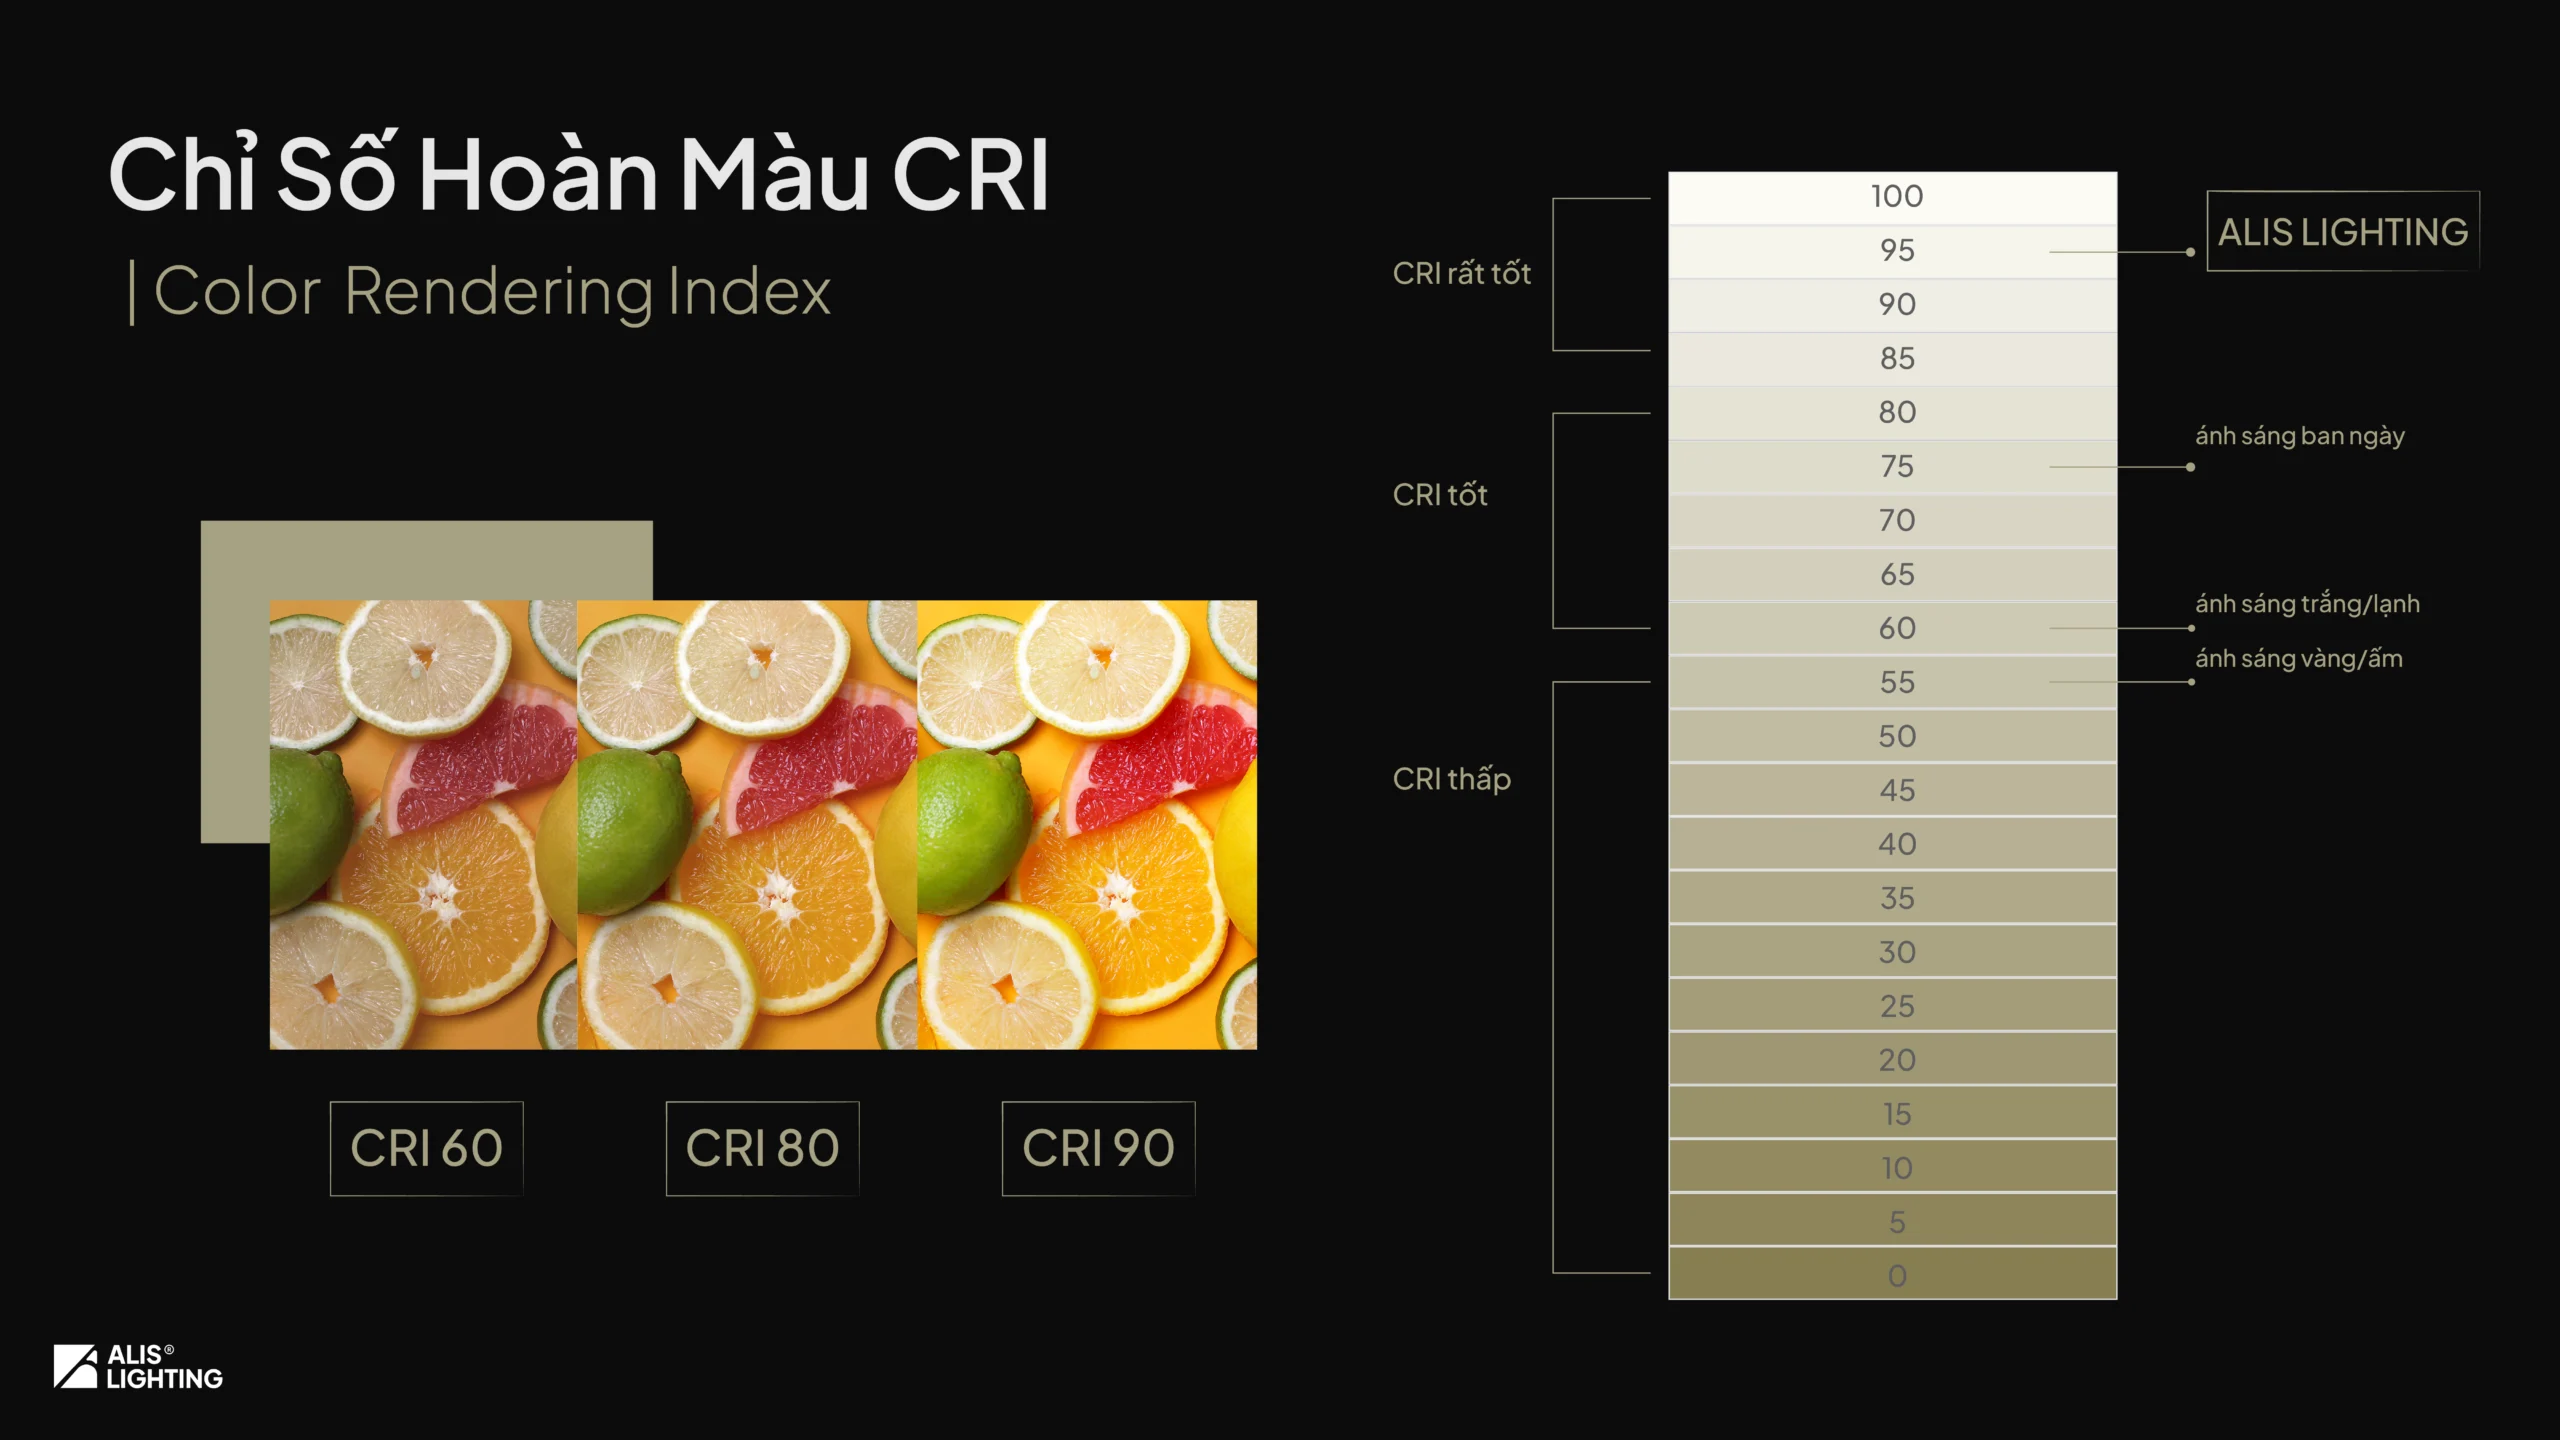 Chỉ Số Hoàn Màu CRI
| Color Rendering Index
CRI 60
CRI 80
CRI 90
CRI rất tốt
CRI tốt
CRI thấp
100
95
90
85
80
75
70
65
60
55
50
45
40
35
30
25
20
15
10
5
0
ALIS LIGHTING
ánh sáng ban ngày
ánh sáng trắng/lạnh
ánh sáng vàng/ấm
ALIS®
LIGHTING